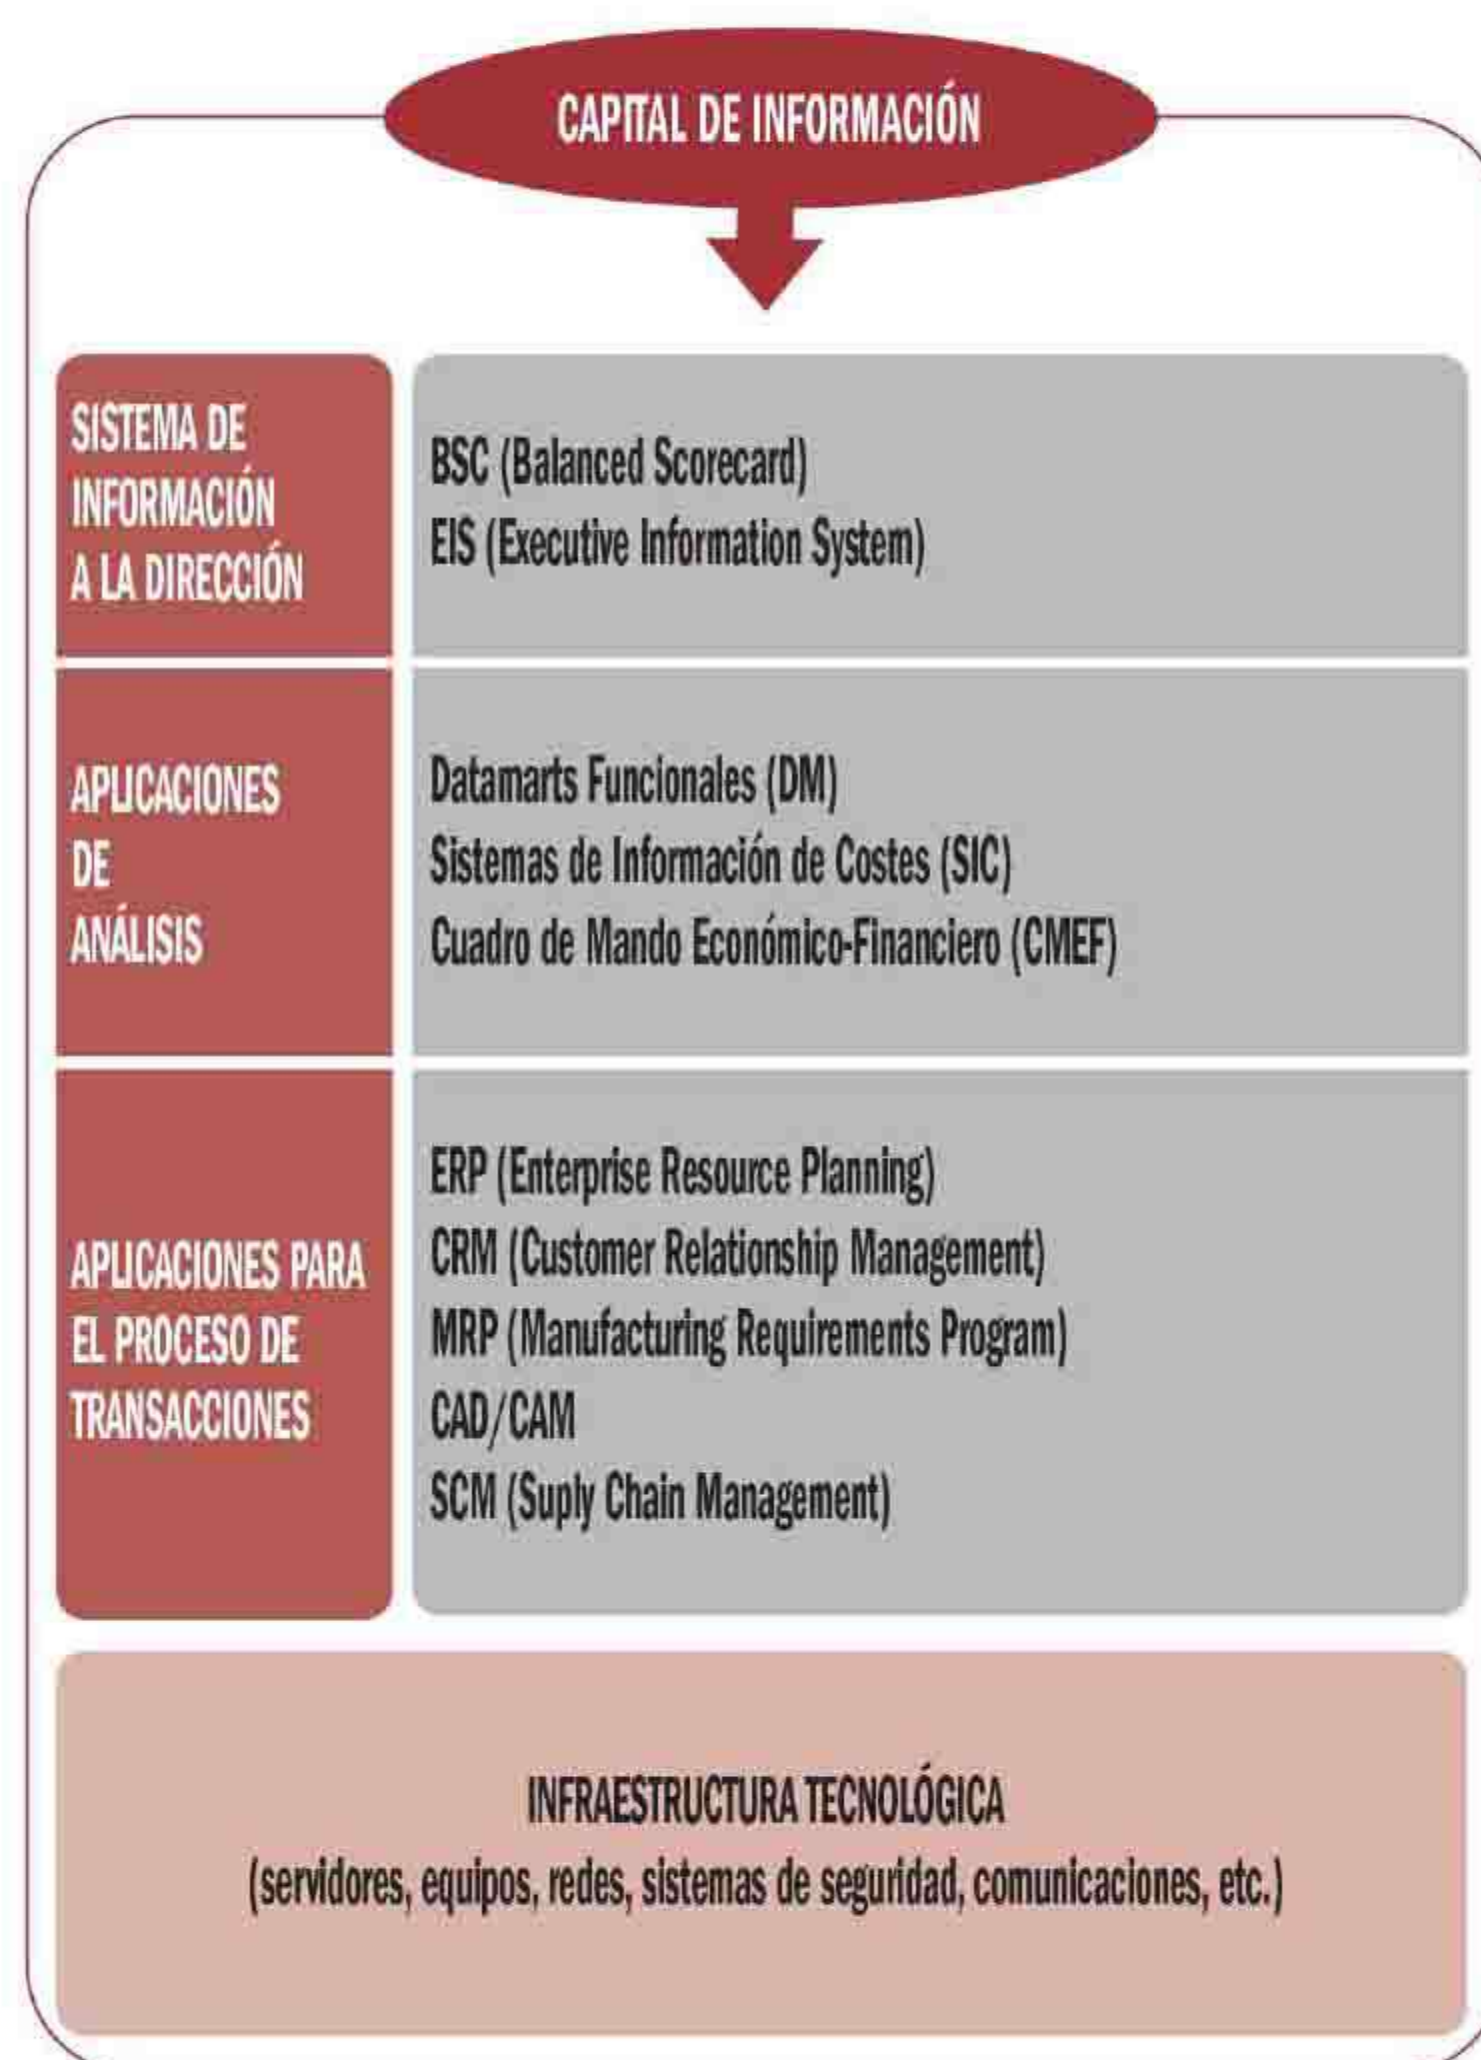 CAPITAL DE INFORMACIÓN
SISTEMA DE
INFORMACIÓN
A LA DIRECCIÓN
BSC (Balanced Scorecard)
EIS (Executive Information System)
APLICACIONES
DE
ANÁLISIS
Datamarts Funcionales (DM)
Sistemas de Información de Costes (SIC)
Cuadro de Mando Económico-Financiero (CMEF)
APLICACIONES PARA
EL PROCESO DE
TRANSACCIONES
ERP (Enterprise Resource Planning)
CRM (Customer Relationship Management)
MRP (Manufacturing Requirements Program)
CAD/CAM
SCM (Suply Chain Management)
INFRAESTRUCTURA TECNOLÓGICA
(servidores, equipos, redes, sistemas de seguridad, comunicaciones, etc.)